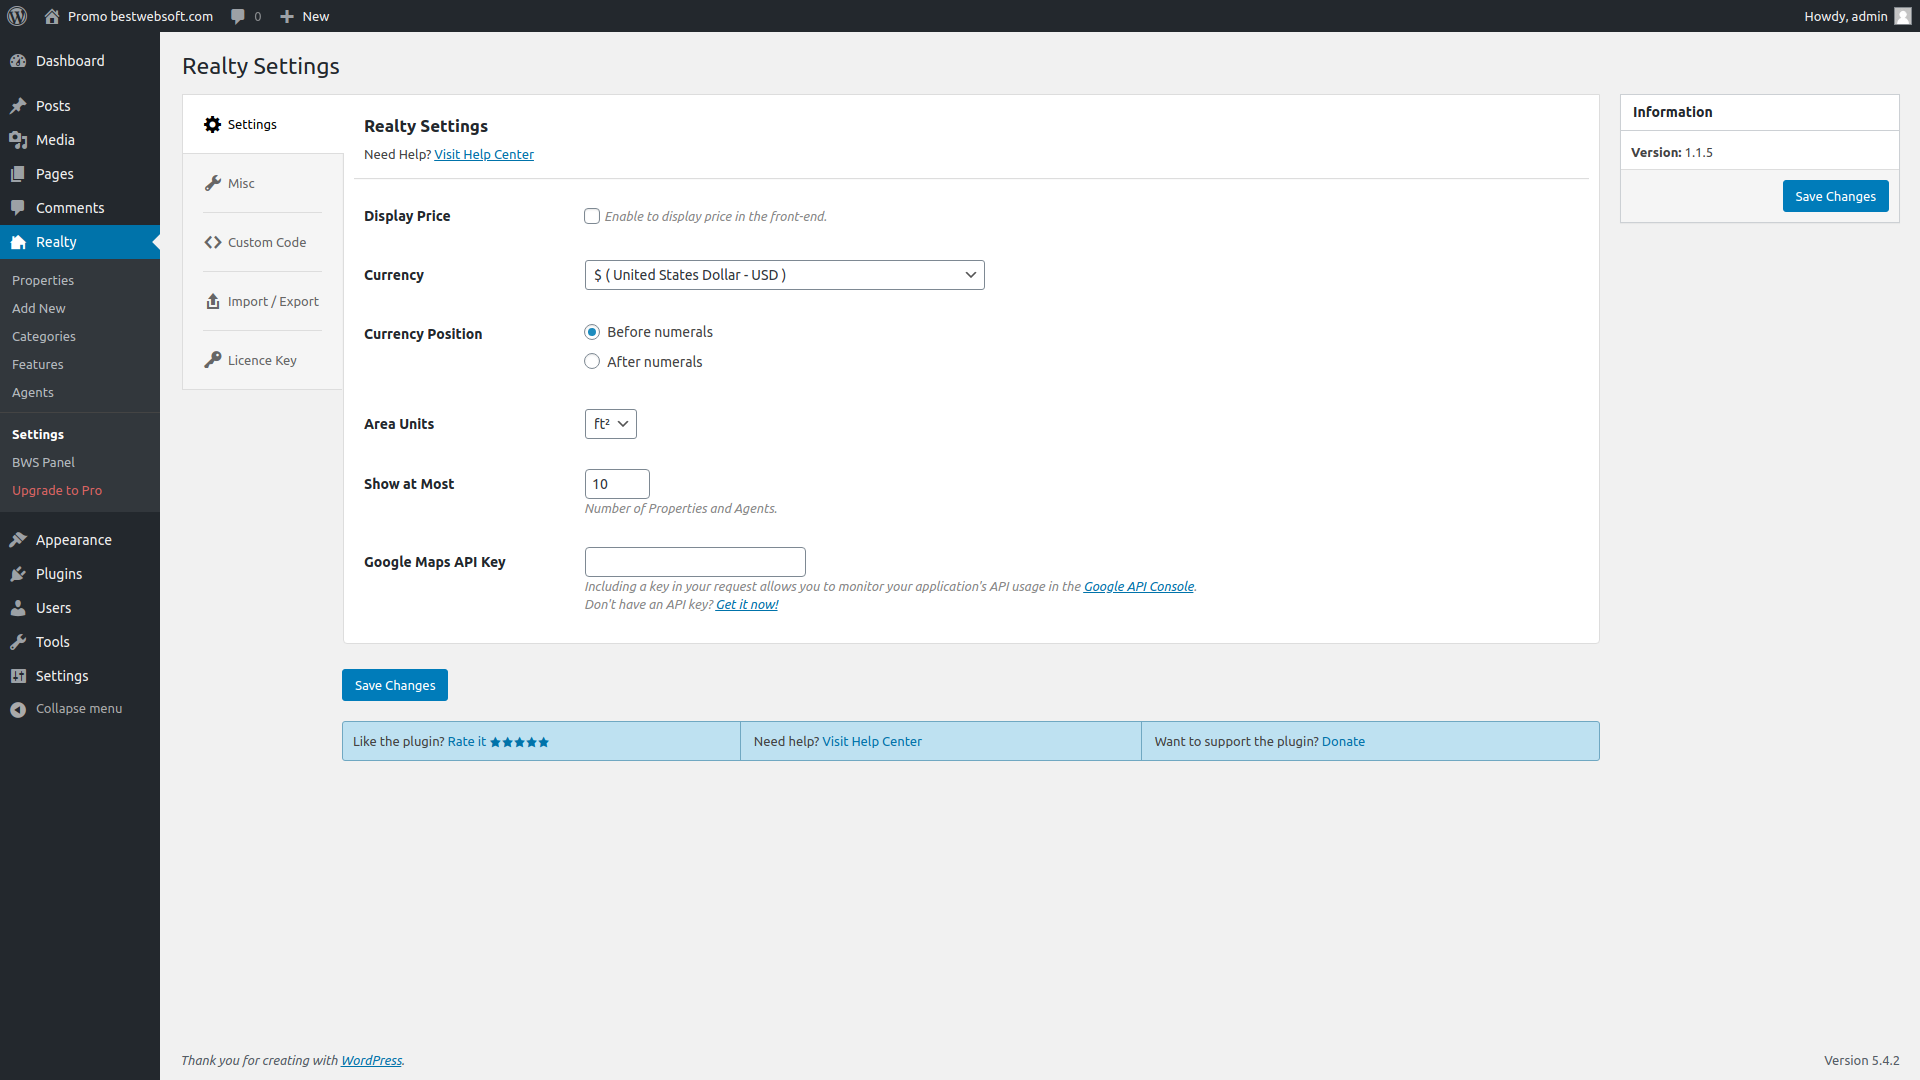 Promo bestwebsoft.com 0 New Howdy, admin
Dashboard
Posts
Media
Pages
Comments
Realty
Properties
Add New
Categories
Features
Agents
Settings
BWS Panel
Upgrade to Pro
Appearance
Plugins
Users
Tools
Settings
Collapse menu
Realty Settings
Settings
Misc
Custom Code
Import / Export
Licence Key
Realty Settings
Need Help? Visit Help Center
Display Price
Enable to display price in the front-end.
Currency
$ ( United States Dollar - USD )
Currency Position
Before numerals
After numerals
Area Units
ft²
Show at Most
10
Number of Properties and Agents.
Google Maps API Key
Including a key in your request allows you to monitor your application's API usage in the Google API Console.
Don't have an API key? Get it now!
Save Changes
Like the plugin? Rate it
Need help? Visit Help Center
Want to support the plugin? Donate
Information
Version: 1.1.5
Save Changes
Thank you for creating with WordPress.
Version 5.4.2